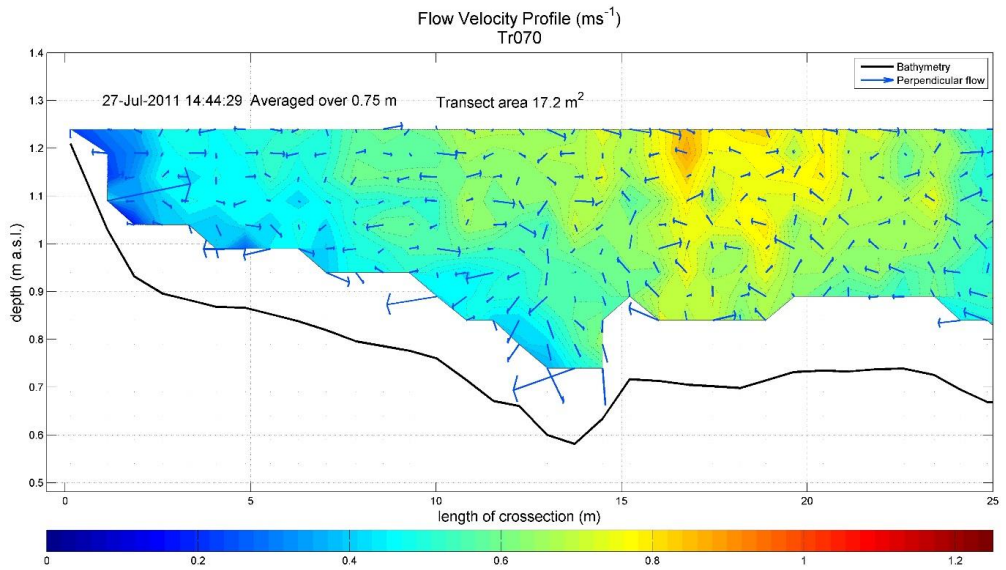 Flow Velocity Profile (ms⁻¹)
Tr070
1.4
Bathymetry
Perpendicular flow
1.3
27-Jul-2011 14:44:29 Averaged over 0.75 m Transect area 17.2 m²
1.2
1.1
1
0.9
0.8
0.7
0.6
0.5
depth (m a.s.l.)
0 5 10 15 20 25
length of crossection (m)
0 0.2 0.4 0.6 0.8 1 1.2